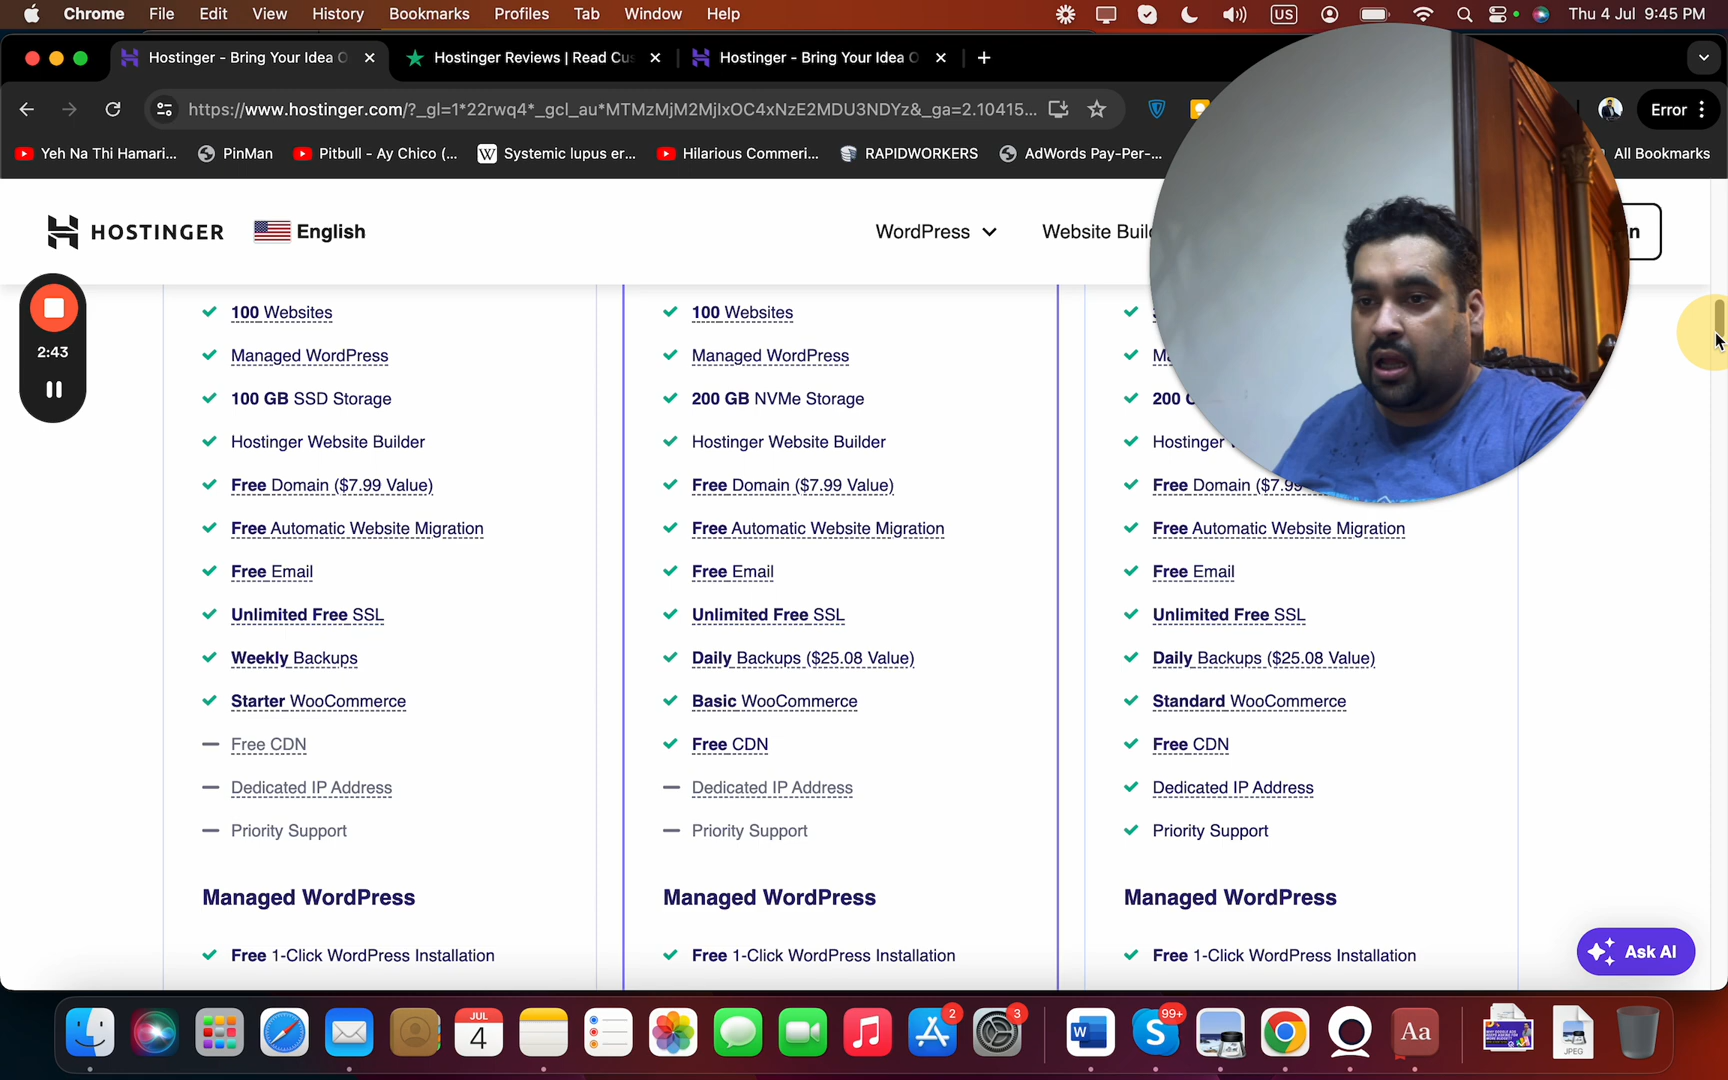 Chrome File Edit View History Bookmarks Profiles Tab Window Help US Thu 4 Jul 9:45 PM
Hostinger - Bring Your Idea O Hostinger Reviews | Read Cus Hostinger - Bring Your Idea O
https://www.hostinger.com/?_gl=1*22rwq4*_gcl_au*MTMzMjM2MjIxOC4xNzE2MDU3NDYz&_ga=2.10415... Error
Yeh Na Thi Hamari... PinMan Pitbull - Ay Chico (... Systemic lupus er... Hilarious Commeri... RAPIDWORKERS AdWords Pay-Per-... All Bookmarks
HOSTINGER English WordPress Website Buil
2:43
100 Websites 100 Websites
Managed WordPress Managed WordPress
100 GB SSD Storage 200 GB NVMe Storage 200
Hostinger Website Builder Hostinger Website Builder Hostinger
Free Domain ($7.99 Value) Free Domain ($7.99 Value) Free Domain ($7.99
Free Automatic Website Migration Free Automatic Website Migration Free Automatic Website Migration
Free Email Free Email Free Email
Unlimited Free SSL Unlimited Free SSL Unlimited Free SSL
Weekly Backups Daily Backups ($25.08 Value) Daily Backups ($25.08 Value)
Starter WooCommerce Basic WooCommerce Standard WooCommerce
Free CDN Free CDN Free CDN
Dedicated IP Address Dedicated IP Address Dedicated IP Address
Priority Support Priority Support Priority Support
Managed WordPress Managed WordPress Managed WordPress
Free 1-Click WordPress Installation Free 1-Click WordPress Installation Free 1-Click WordPress Installation
Ask AI
JUL 2 3 99+
4 W S Aa JPEG